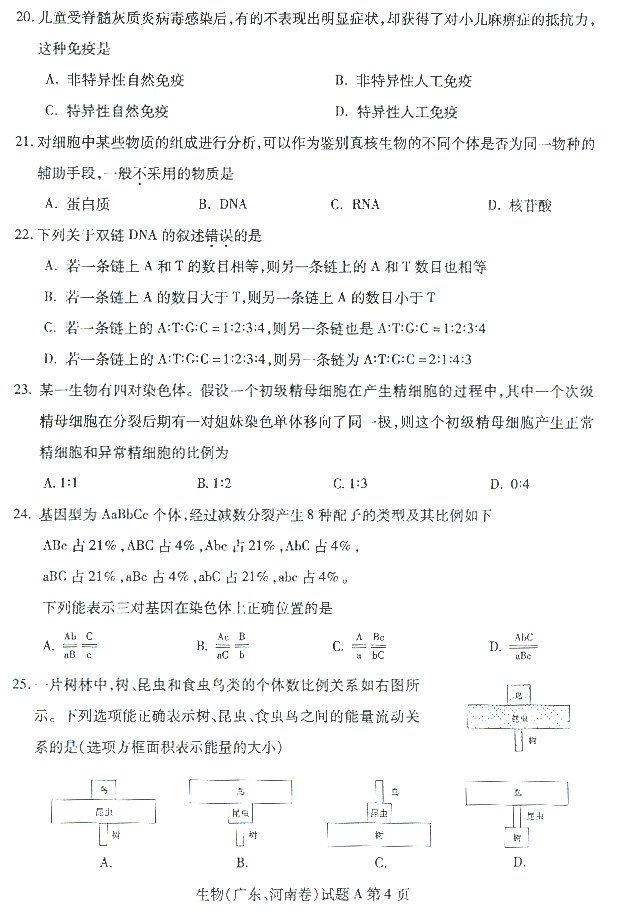 20. 儿童受脊髓灰质炎病毒感染后,有的不表现出明显症状,却获得了对小儿麻痹症的抵抗力,
这种免疫是
A. 非特异性自然免疫 B. 非特异性人工免疫
C. 特异性自然免疫 D. 特异性人工免疫
21. 对细胞中某些物质的组成进行分析,可以作为鉴别真核生物的不同个体是否为同一物种的
辅助手段,一般不采用的物质是
A. 蛋白质 B. DNA C. RNA D. 核苷酸
22. 下列关于双链 DNA 的叙述错误的是
A. 若一条链上 A 和 T 的数目相等,则另一条链上的 A 和 T 数目也相等
B. 若一条链上 A 的数目大于 T,则另一条链上 A 的数目小于 T
C. 若一条链上的 A:T:G:C=1:2:3:4,则另一条链也是 A:T:G:C=1:2:3:4
D. 若一条链上的 A:T:G:C=1:2:3:4,则另一条链为 A:T:G:C=2:1:4:3
23. 某一生物有四对染色体。假设一个初级精母细胞在产生精细胞的过程中,其中一个次级
精母细胞在分裂后期有一对姐妹染色单体移向了同一极,则这个初级精母细胞产生正常
精细胞和异常精细胞的比例为
A. 1:1 B. 1:2 C. 1:3 D. 0:4
24. 基因型为 AaBbCc 个体,经过减数分裂产生 8 种配子的类型及其比例如下
ABc 占 21%,ABC 占 4%,Abc 占 21%,AbC 占 4%,
aBC 占 21%,aBc 占 4%,abC 占 21%,abc 占 4%。
下列能表示三对基因在染色体上正确位置的是
A. Ab C B. Ac B C. A Bc D. AbC
aB c aC b a bC aBc
25. 一片树林中,树、昆虫和食虫鸟类的个体数比例关系如右图所
示。下列选项能正确表示树、昆虫、食虫鸟之间的能量流动关
系的是(选项方框面积表示能量的大小)
鸟
昆虫
树
鸟 鸟 鸟 鸟
昆虫 昆虫 昆虫 昆虫
树 树 树 树
A. B. C. D.
生物(广东、河南卷)试题 A 第 4 页